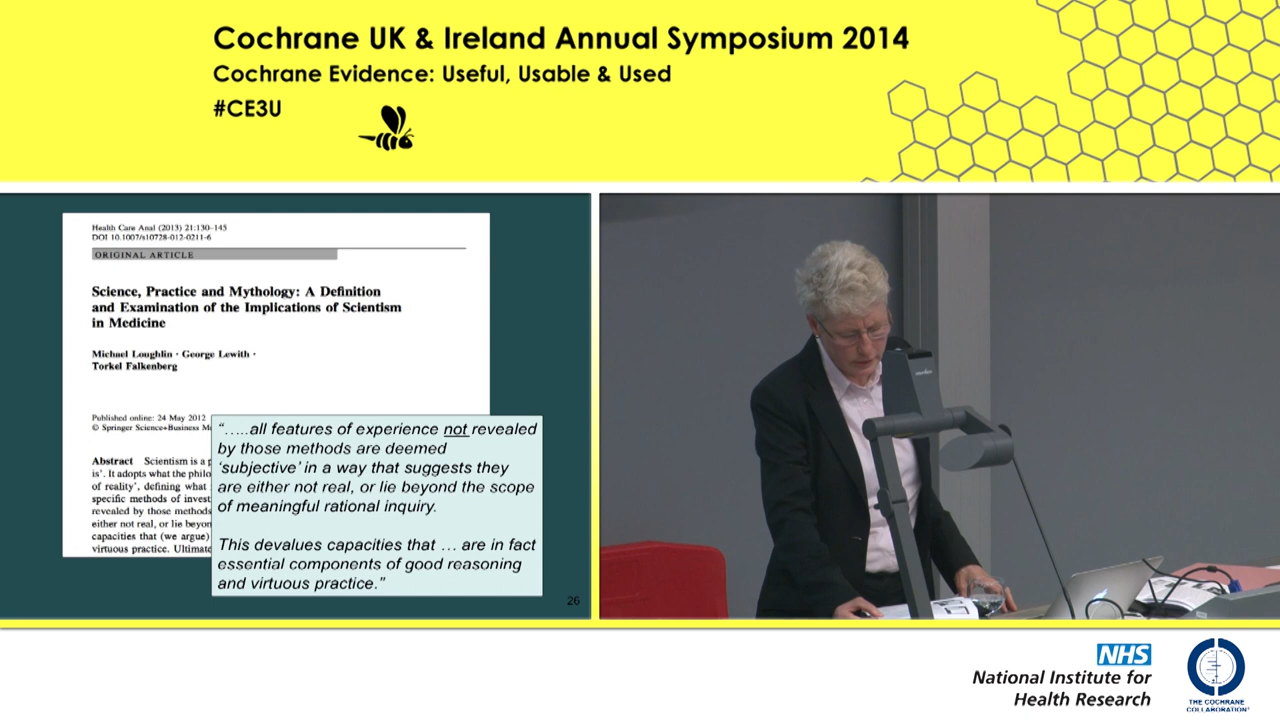 Cochrane UK & Ireland Annual Symposium 2014
Cochrane Evidence: Useful, Usable & Used
#CE3U
Health Care Anal (2013) 21:130–145
DOI 10.1007/s10728-012-0211-6
ORIGINAL ARTICLE
Science, Practice and Mythology: A Definition
and Examination of the Implications of Scientism
in Medicine
Michael Loughlin · George Lewith ·
Torkel Falkenberg
Published online: 24 May 2012
© Springer Science+Business
Abstract Scientism is a
is'. It adopts what the
of reality', defining what
specific methods of
revealed by those methods
either not real, or lie
capacities that (we argue)
virtuous practice.
“…..all features of experience not revealed
by those methods are deemed
‘subjective’ in a way that suggests they
are either not real, or lie beyond the scope
of meaningful rational inquiry.
This devalues capacities that … are in fact
essential components of good reasoning
and virtuous practice.”
26
NHS
National Institute for
Health Research
THE COCHRANE
COLLABORATION®